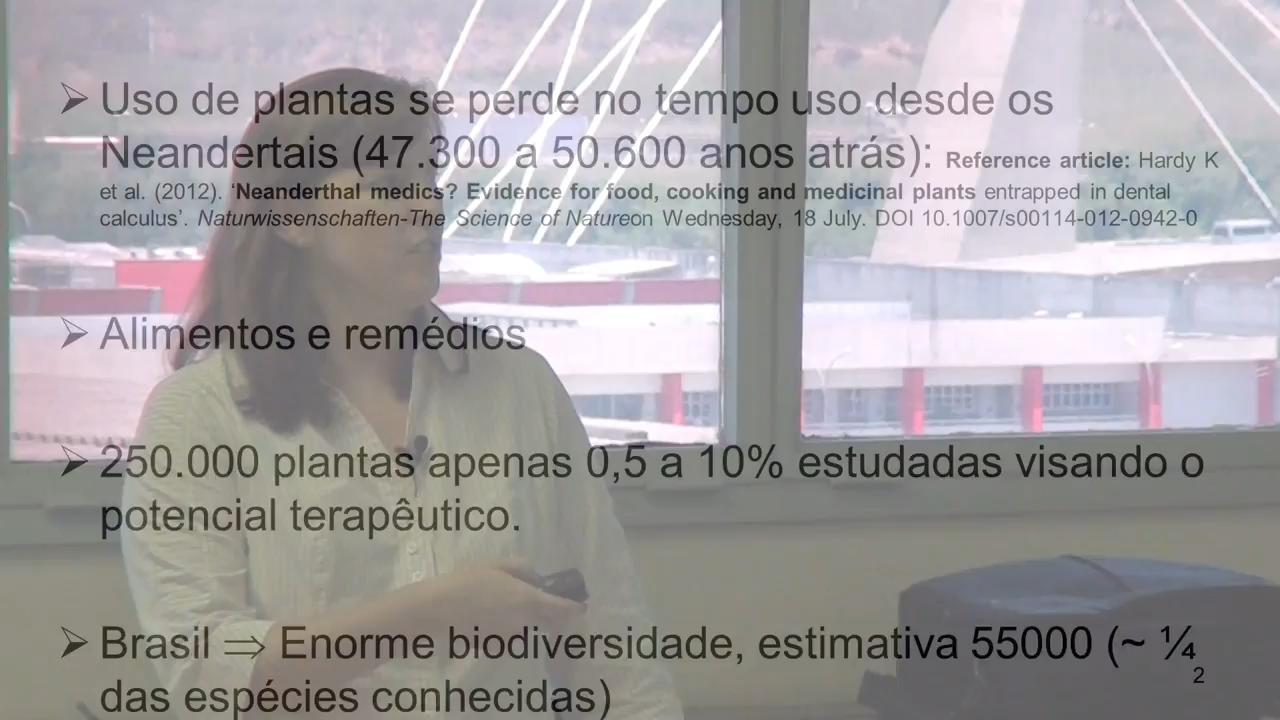 ➢ Uso de plantas se perde no tempo uso desde os
Neandertais (47.300 a 50.600 anos atrás): Reference article: Hardy K
et al. (2012). ‘Neanderthal medics? Evidence for food, cooking and medicinal plants entrapped in dental
calculus’. Naturwissenschaften-The Science of Natureon Wednesday, 18 July. DOI 10.1007/s00114-012-0942-0
➢ Alimentos e remédios
➢ 250.000 plantas apenas 0,5 a 10% estudadas visando o
potencial terapêutico.
➢ Brasil ⇒ Enorme biodiversidade, estimativa 55000 (~ ¼
das espécies conhecidas)
2